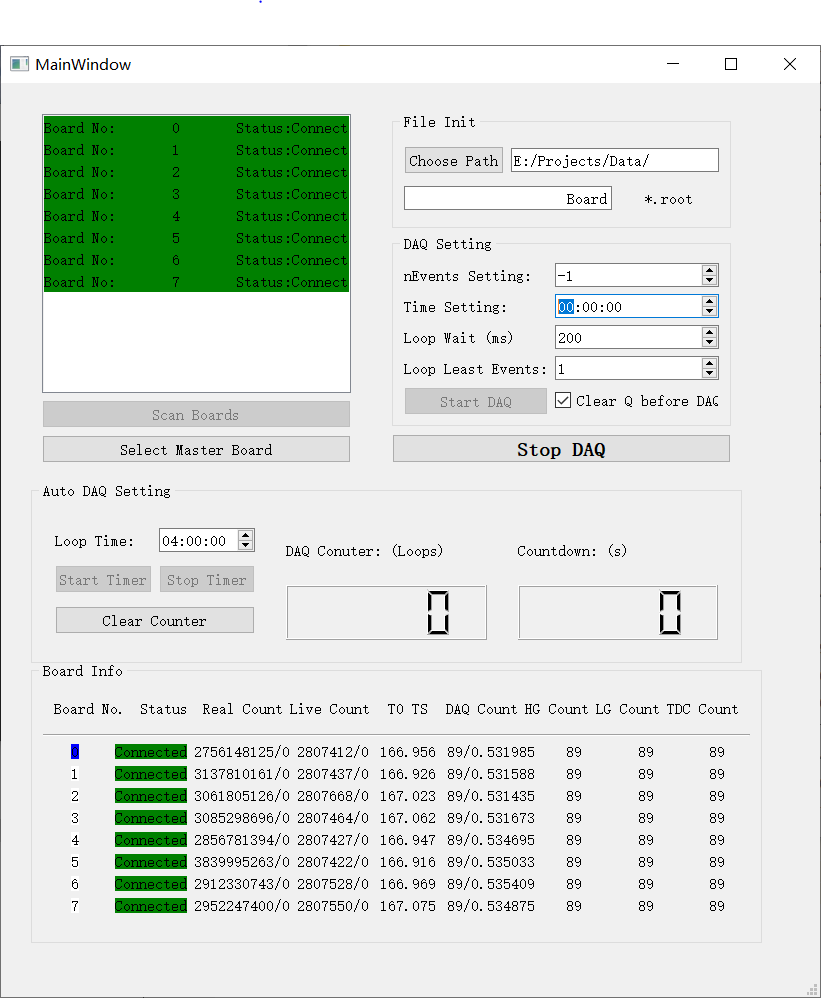 MainWindow
Board No: 0 Status:Connect
Board No: 1 Status:Connect
Board No: 2 Status:Connect
Board No: 3 Status:Connect
Board No: 4 Status:Connect
Board No: 5 Status:Connect
Board No: 6 Status:Connect
Board No: 7 Status:Connect
Scan Boards
Select Master Board
File Init
Choose Path E:/Projects/Data/
Board *.root
DAQ Setting
nEvents Setting: -1
Time Setting: 00:00:00
Loop Wait (ms) 200
Loop Least Events: 1
Start DAQ Clear Q before DAQ
Stop DAQ
Auto DAQ Setting
Loop Time: 04:00:00
Start Timer Stop Timer
Clear Counter
DAQ Conuter: (Loops)
0
Countdown: (s)
0
Board Info
Board No. Status Real Count Live Count T0 TS DAQ Count HG Count LG Count TDC Count
0 Connected 2756148125/0 2807412/0 166.956 89/0.531985 89 89 89
1 Connected 3137810161/0 2807437/0 166.926 89/0.531588 89 89 89
2 Connected 3061805126/0 2807668/0 167.023 89/0.531435 89 89 89
3 Connected 3085298696/0 2807464/0 167.062 89/0.531673 89 89 89
4 Connected 2856781394/0 2807427/0 166.947 89/0.534695 89 89 89
5 Connected 3839995263/0 2807422/0 166.916 89/0.535033 89 89 89
6 Connected 2912330743/0 2807528/0 166.969 89/0.535409 89 89 89
7 Connected 2952247400/0 2807550/0 167.075 89/0.534875 89 89 89